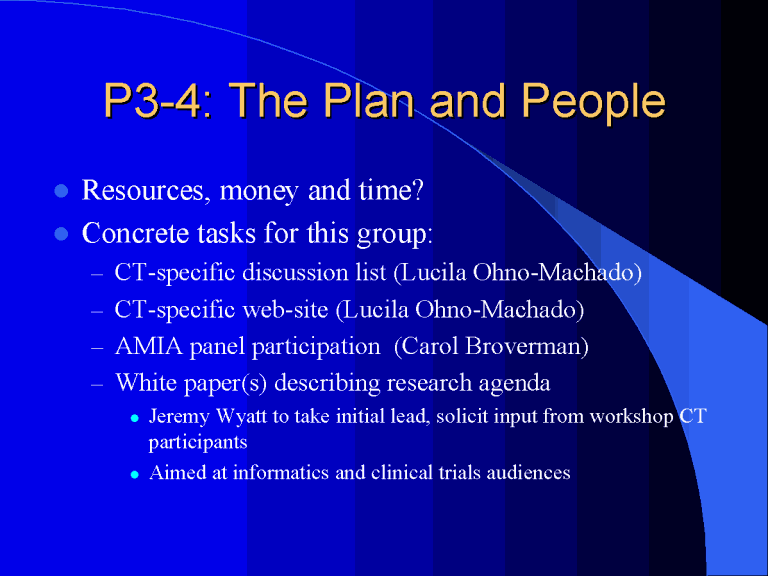 P3-4: The Plan and People
● Resources, money and time?
● Concrete tasks for this group:
– CT-specific discussion list (Lucila Ohno-Machado)
– CT-specific web-site (Lucila Ohno-Machado)
– AMIA panel participation  (Carol Broverman)
– White paper(s) describing research agenda
● Jeremy Wyatt to take initial lead, solicit input from workshop CT
participants
● Aimed at informatics and clinical trials audiences